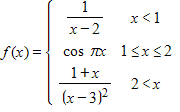 f(x) = { 1/(x−2)  x < 1
cos πx  1 ≤ x ≤ 2
(1+x)/(x−3)²  2 < x